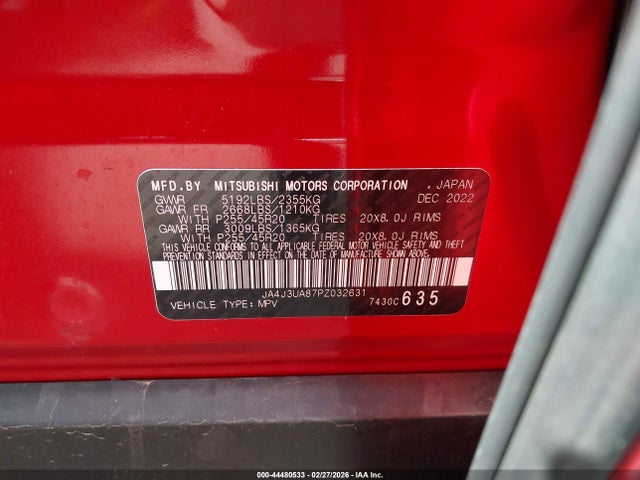 MFD.BY MITSUBISHI MOTORS CORPORATION , JAPAN
GVWR 5192LBS/2355KG DEC 2022
GAWR FR 2668LBS/1210KG
WITH P255/45R20 TIRES 20X8.0J RIMS
GAWR RR 3009LBS/1365KG
WITH P255/45R20 TIRES 20X8.0J RIMS
THIS VEHICLE CONFORMS TO ALL APPLICABLE FEDERAL MOTOR VEHICLE SAFETY AND THEFT
PREVENTION STANDARDS IN EFFECT ON THE DATE OF MANUFACTURE SHOWN ABOVE.
JA4J3UA87PZ032631
VEHICLE TYPE:MPV 7430C 635
000-44480533 - 02/27/2026 - IAA Inc.